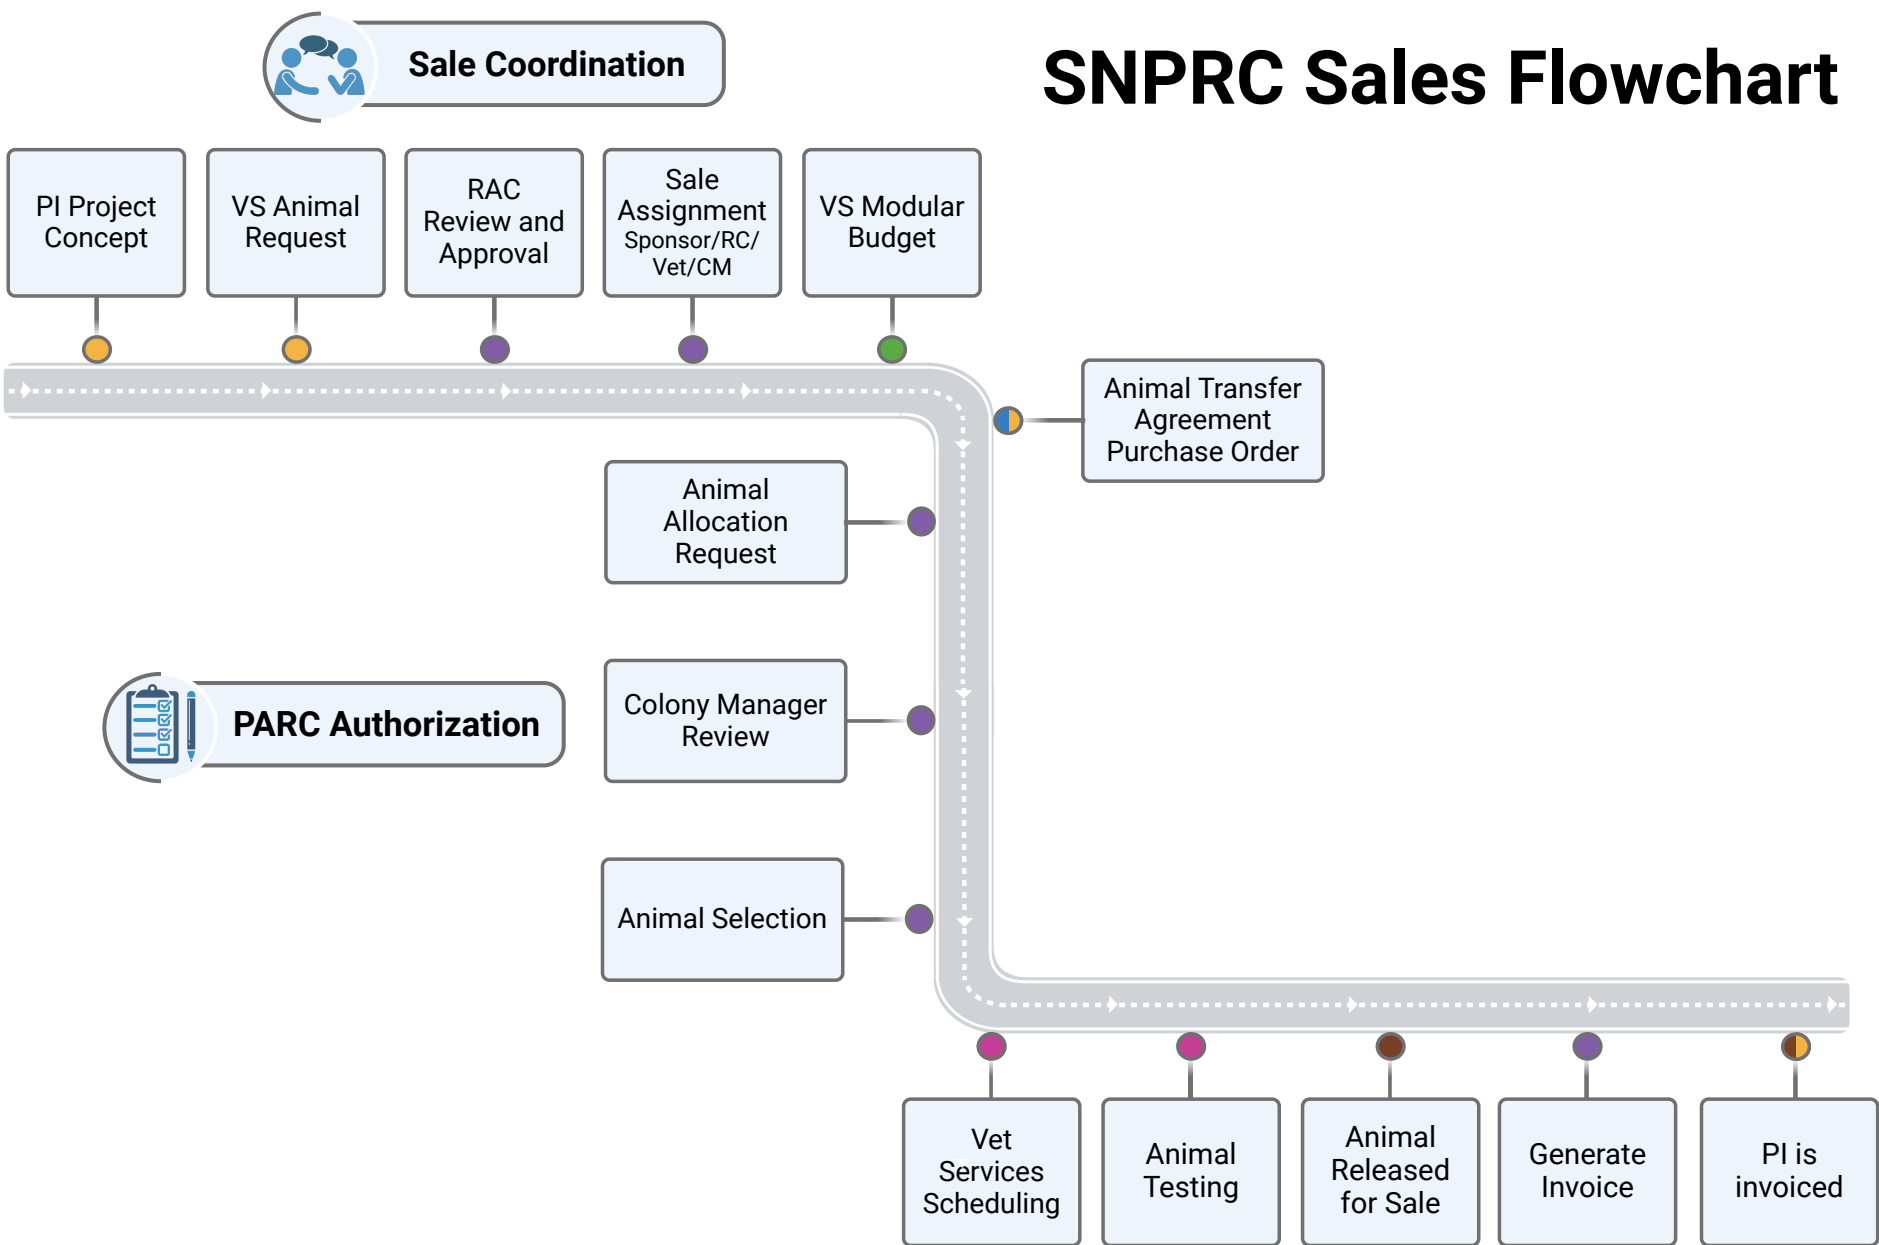 Sale Coordination
SNPRC Sales Flowchart
PI Project
Concept
VS Animal
Request
RAC
Review and
Approval
Sale
Assignment
Sponsor/RC/
Vet/CM
VS Modular
Budget
Animal Transfer
Agreement
Purchase Order
Animal
Allocation
Request
PARC Authorization
Colony Manager
Review
Animal Selection
Vet
Services
Scheduling
Animal
Testing
Animal
Released
for Sale
Generate
Invoice
PI is
invoiced